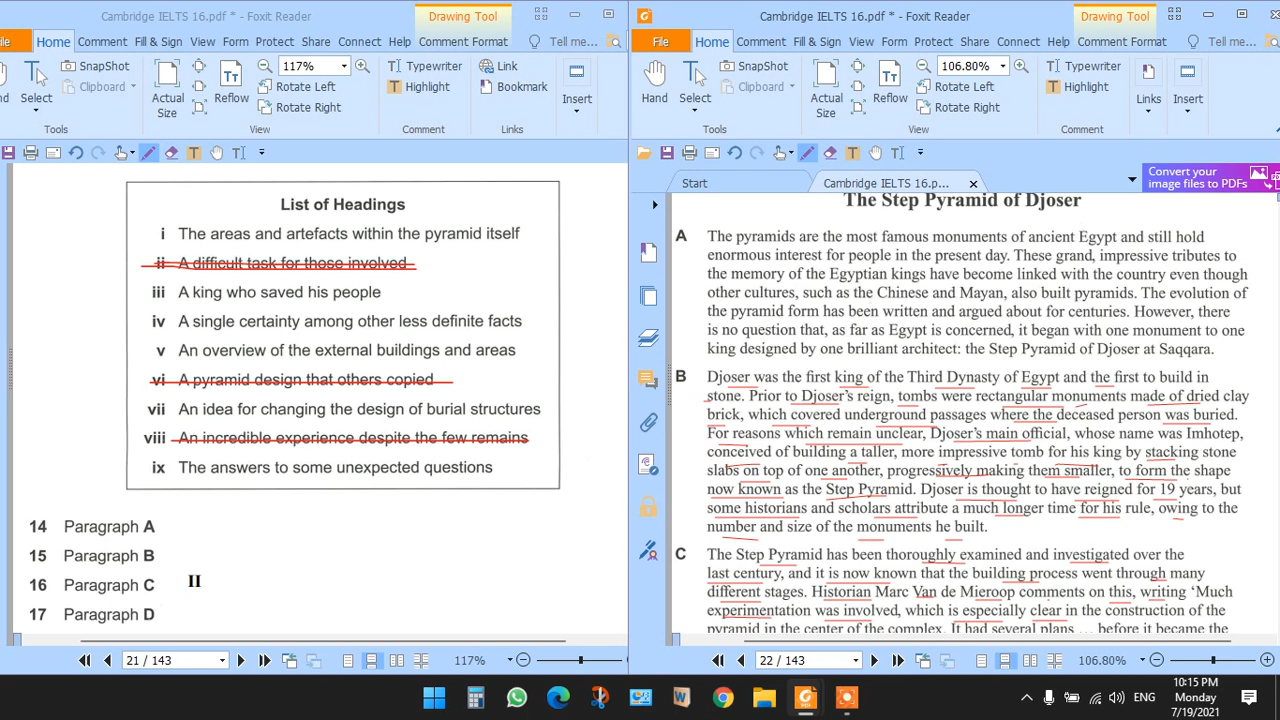 Cambridge IELTS 16.pdf * - Foxit Reader
Drawing Tool
File
Home
Comment
Fill & Sign
View
Form
Protect
Share
Connect
Help
Comment Format
Tell me...
SnapShot
Clipboard
Select
Actual Size
Reflow
117%
Rotate Left
Rotate Right
Typewriter
Highlight
Link
Bookmark
Insert
Tools
View
Comment
Links
List of Headings
i The areas and artefacts within the pyramid itself
ii A difficult task for those involved
iii A king who saved his people
iv A single certainty among other less definite facts
v An overview of the external buildings and areas
vi A pyramid design that others copied
vii An idea for changing the design of burial structures
viii An incredible experience despite the few remains
ix The answers to some unexpected questions
14 Paragraph A
15 Paragraph B
16 Paragraph C II
17 Paragraph D
21 / 143
117%
Cambridge IELTS 16.pdf * - Foxit Reader
Drawing Tool
File
Home
Comment
Fill & Sign
View
Form
Protect
Share
Connect
Help
Comment Format
Tell me...
Hand
Select
SnapShot
Clipboard
Actual Size
Reflow
106.80%
Rotate Left
Rotate Right
Typewriter
Highlight
Links
Insert
Tools
View
Comment
Start
Cambridge IELTS 16.p...
Convert your
image files to PDFs
The Step Pyramid of Djoser
A The pyramids are the most famous monuments of ancient Egypt and still hold
enormous interest for people in the present day. These grand, impressive tributes to
the memory of the Egyptian kings have become linked with the country even though
other cultures, such as the Chinese and Mayan, also built pyramids. The evolution of
the pyramid form has been written and argued about for centuries. However, there
is no question that, as far as Egypt is concerned, it began with one monument to one
king designed by one brilliant architect: the Step Pyramid of Djoser at Saqqara.
B Djoser was the first king of the Third Dynasty of Egypt and the first to build in
stone. Prior to Djoser's reign, tombs were rectangular monuments made of dried clay
brick, which covered underground passages where the deceased person was buried.
For reasons which remain unclear, Djoser's main official, whose name was Imhotep,
conceived of building a taller, more impressive tomb for his king by stacking stone
slabs on top of one another, progressively making them smaller, to form the shape
now known as the Step Pyramid. Djoser is thought to have reigned for 19 years, but
some historians and scholars attribute a much longer time for his rule, owing to the
number and size of the monuments he built.
C The Step Pyramid has been thoroughly examined and investigated over the
last century, and it is now known that the building process went through many
different stages. Historian Marc Van de Mieroop comments on this, writing 'Much
experimentation was involved, which is especially clear in the construction of the
pyramid in the center of the complex. It had several plans … before it became the
22 / 143
106.80%
ENG
10:15 PM
Monday
7/19/2021